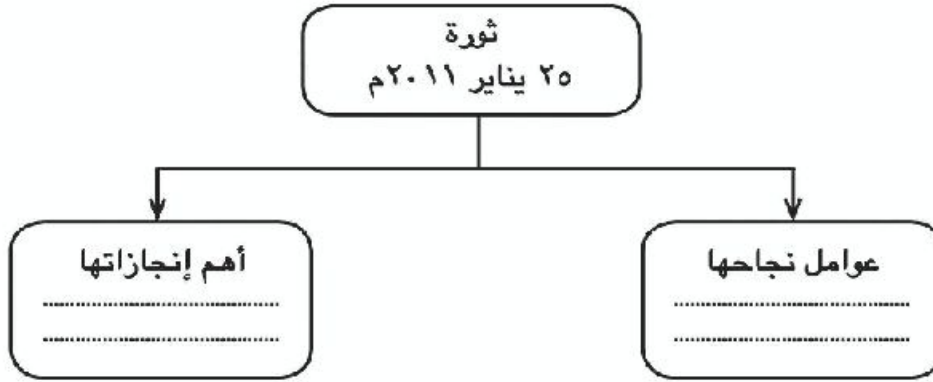 ثورة
٢٥ يناير ٢٠١١م
عوامل نجاحها
أهم إنجازاتها